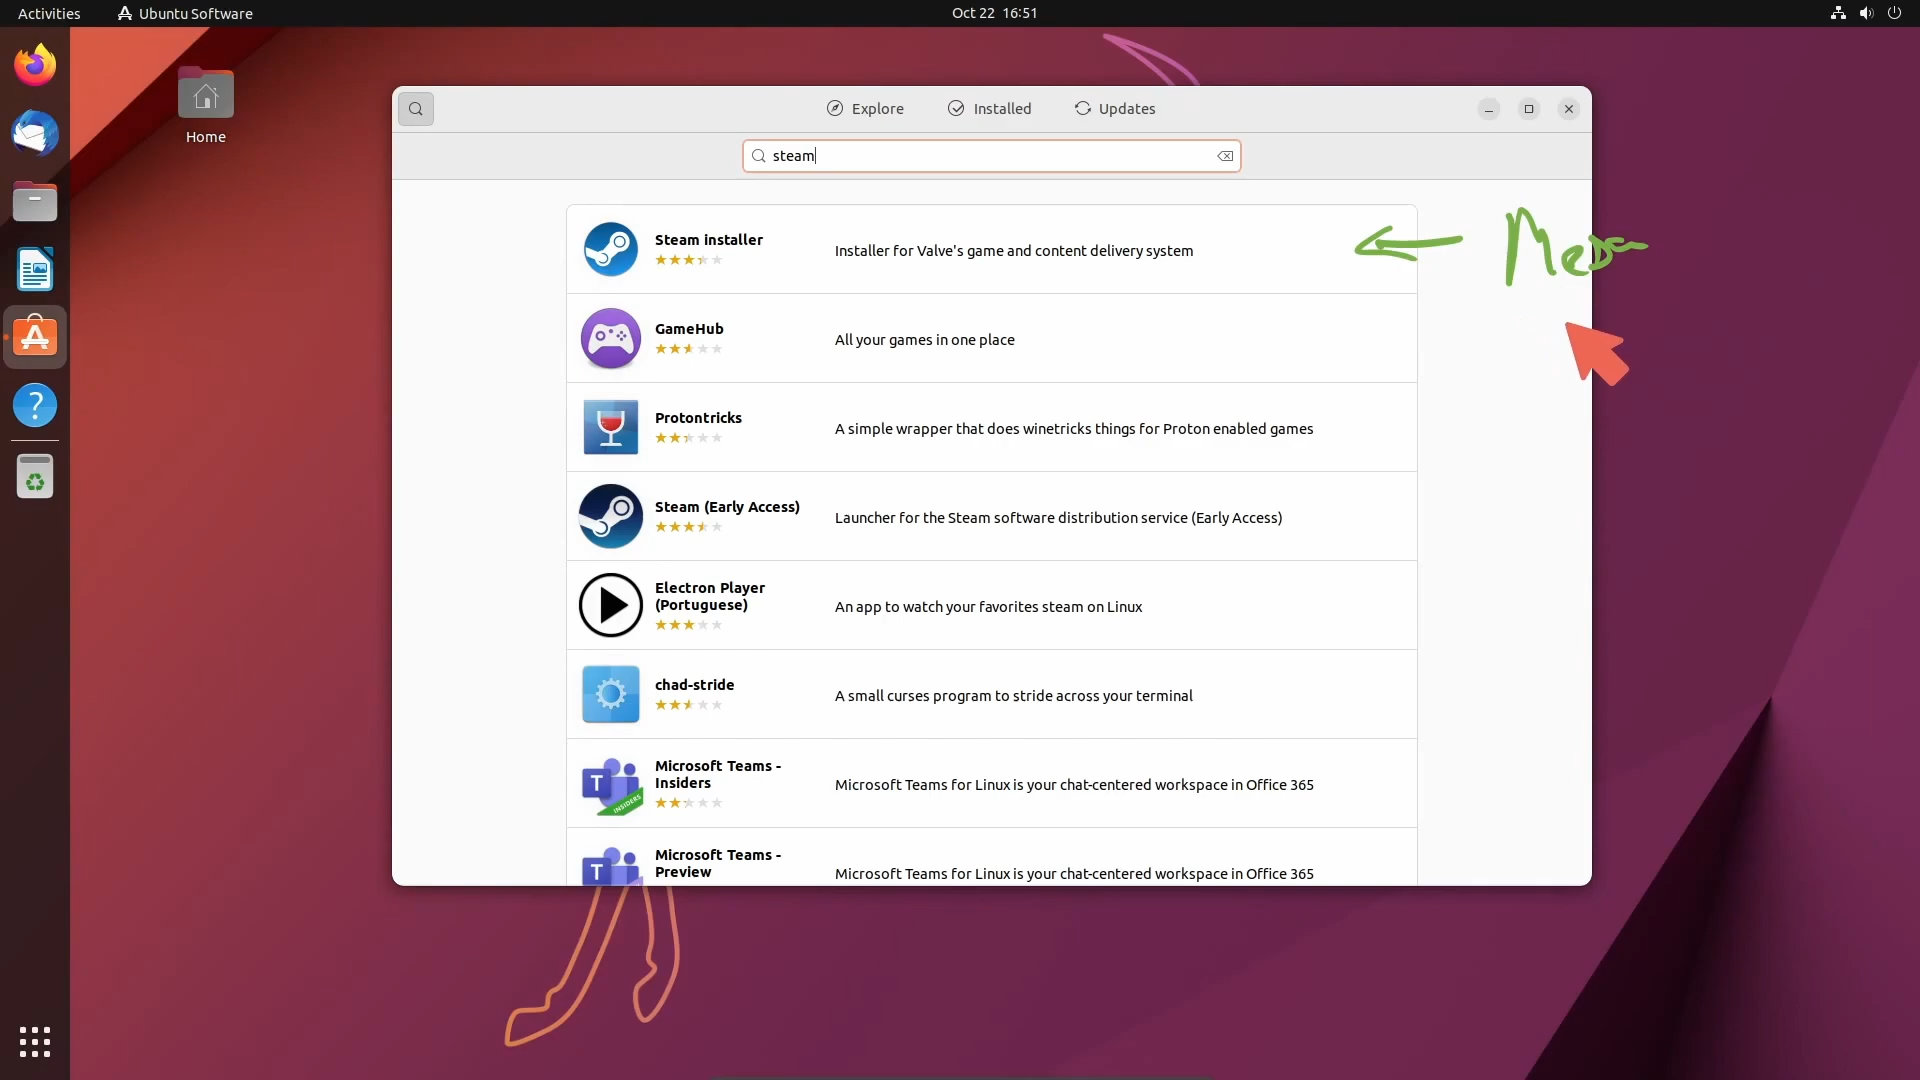 Activities
Ubuntu Software
Oct 22 16:51
Home
Explore
Installed
Updates
steam
Steam installer
Installer for Valve's game and content delivery system
GameHub
All your games in one place
Protontricks
A simple wrapper that does winetricks things for Proton enabled games
Steam (Early Access)
Launcher for the Steam software distribution service (Early Access)
Electron Player
(Portuguese)
An app to watch your favorites steam on Linux
chad-stride
A small curses program to stride across your terminal
Microsoft Teams -
Insiders
Microsoft Teams for Linux is your chat-centered workspace in Office 365
T
INSIDERS
Microsoft Teams -
Preview
Microsoft Teams for Linux is your chat-centered workspace in Office 365
T